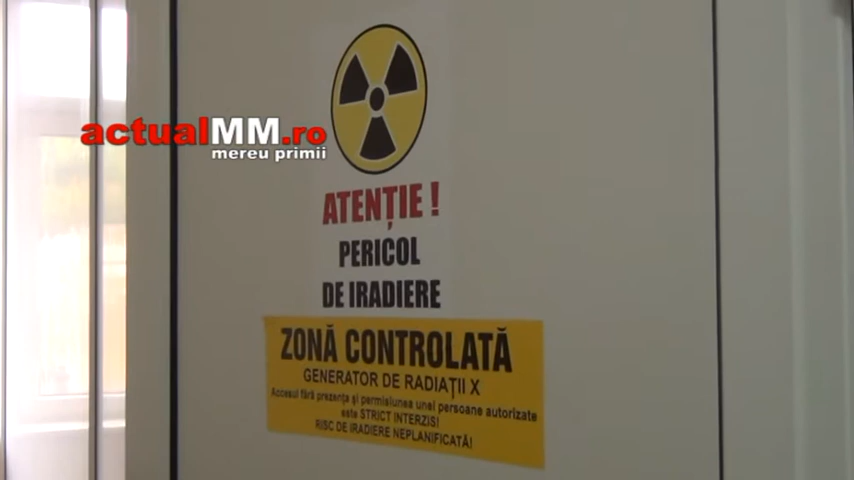 actualMM.ro
mereu primii
ATENȚIE !
PERICOL
DE IRADIERE
ZONĂ CONTROLATĂ
GENERATOR DE RADIAȚII X
Accesul fără prezența și permisiunea unei persoane autorizate
este STRICT INTERZIS!
RISC DE IRADIERE NEPLANIFICATĂ!